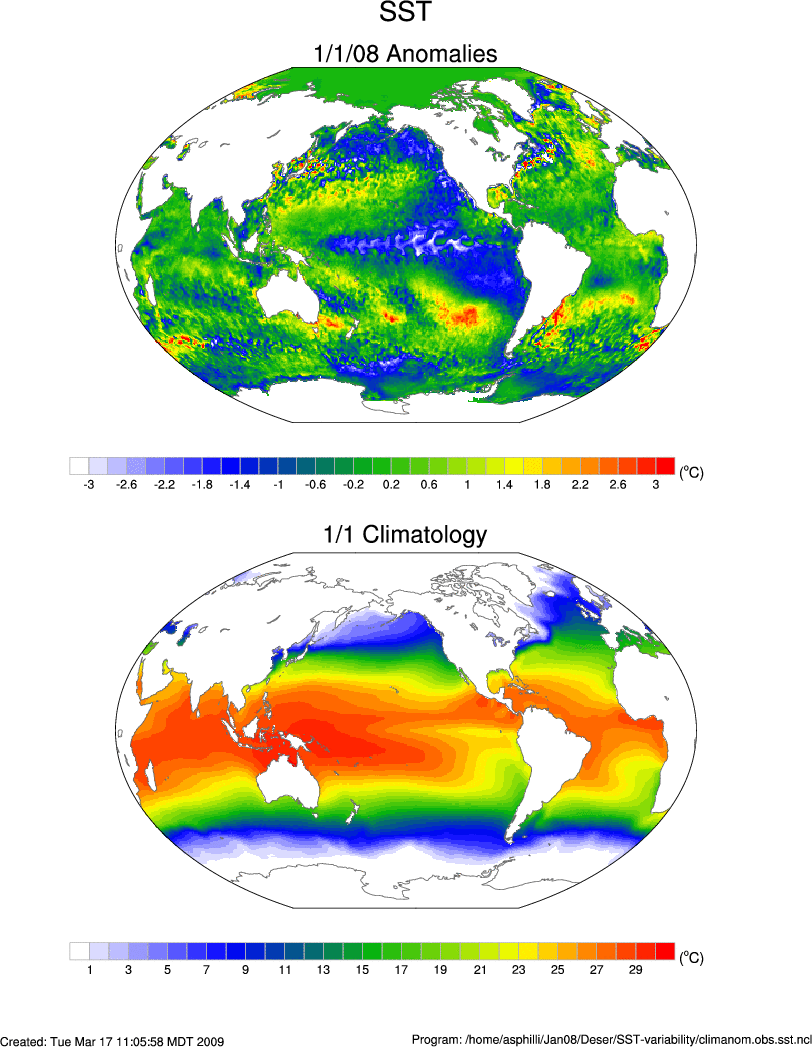 SST
1/1/08 Anomalies
-3 -2.6 -2.2 -1.8 -1.4 -1 -0.6 -0.2 0.2 0.6 1 1.4 1.8 2.2 2.6 3 (°C)
1/1 Climatology
1 3 5 7 9 11 13 15 17 19 21 23 25 27 29 (°C)
Created: Tue Mar 17 11:05:58 MDT 2009
Program: /home/asphilli/Jan08/Deser/SST-variability/climanom.obs.sst.ncl